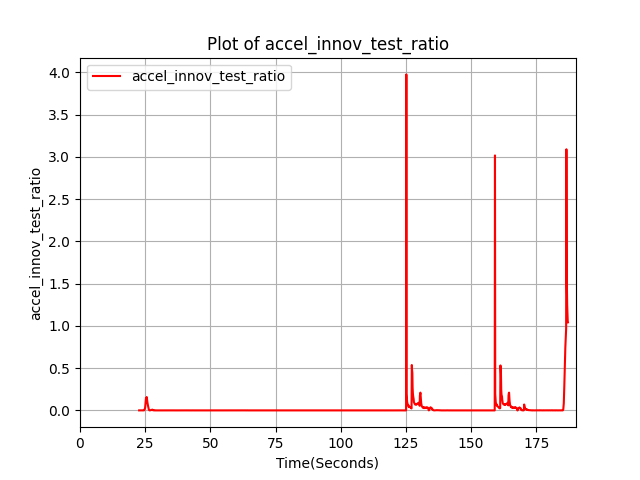 Plot of accel_innov_test_ratio
accel_innov_test_ratio
accel_innov_test_ratio
4.0
3.5
3.0
2.5
2.0
1.5
1.0
0.5
0.0
0 25 50 75 100 125 150 175
Time(Seconds)